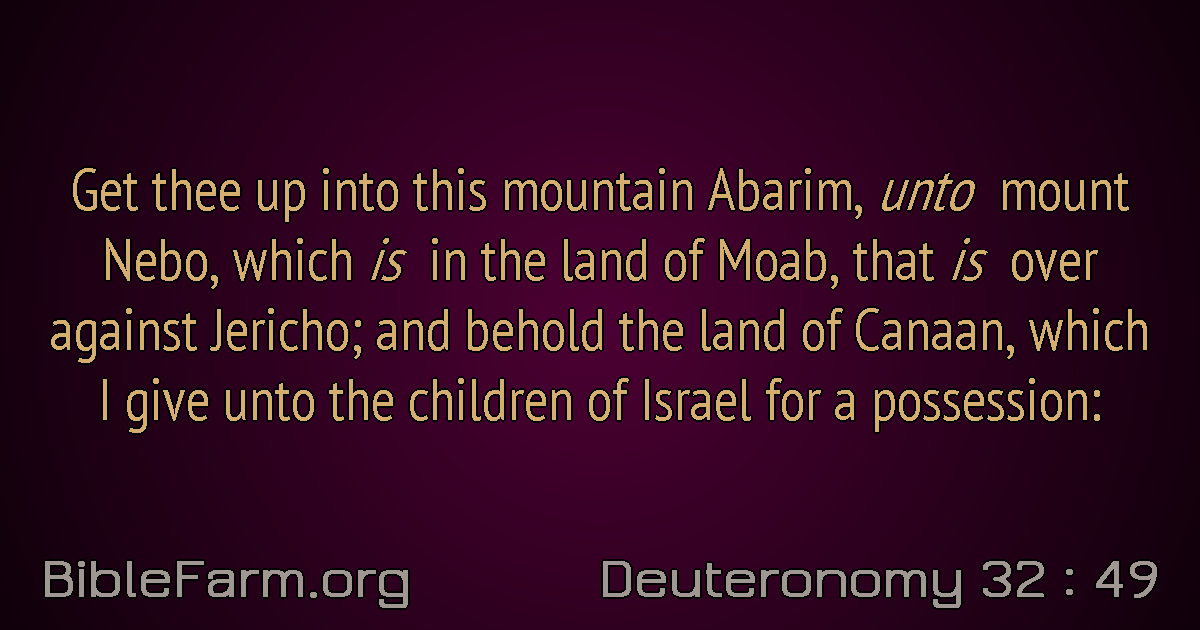 Get thee up into this mountain Abarim, unto mount
Nebo, which is in the land of Moab, that is over
against Jericho; and behold the land of Canaan, which
I give unto the children of Israel for a possession:
BibleFarm.org
Deuteronomy 32 : 49